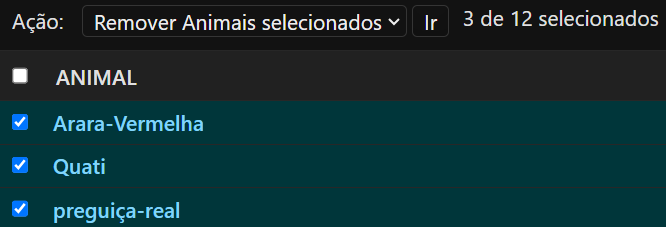 Ação: Remover Animais selecionados Ir 3 de 12 selecionados
ANIMAL
Arara-Vermelha
Quati
preguiça-real